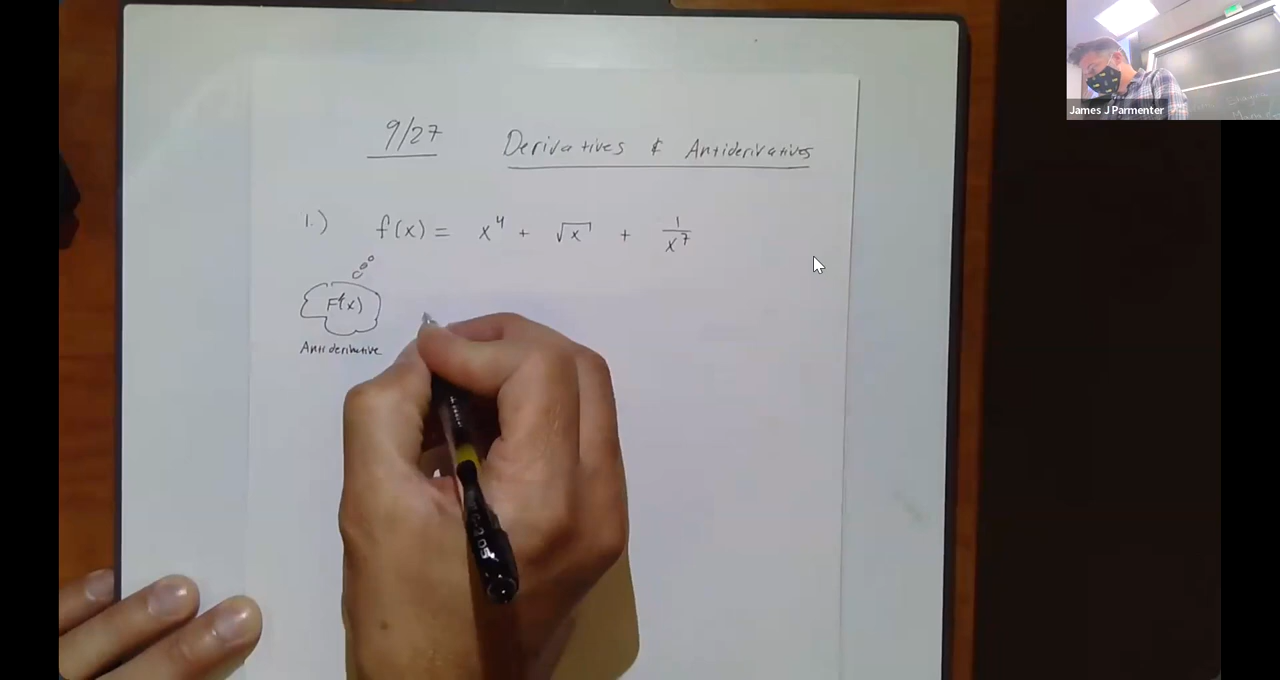 James J Parmenter
9/27 Derivatives & Antiderivatives
1.) f(x) = x⁴ + √x + 1/x⁷
F'(x)
Antiderivative